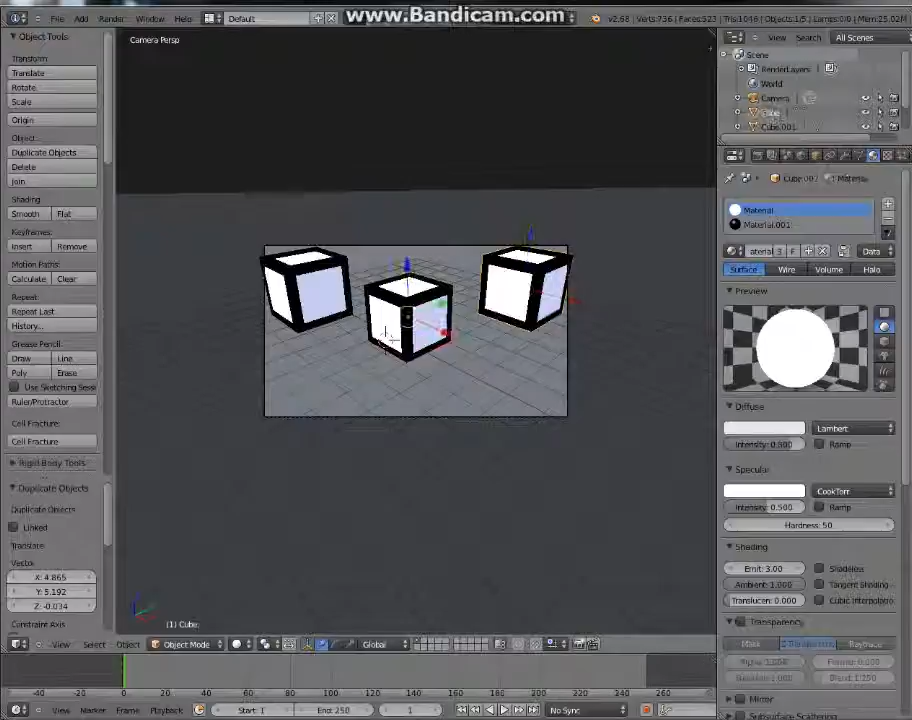 File Add Render Window Help
Default
www.Bandicam.com
v2.68 | Verts:736 | Faces:523 | Tris:1046 | Objects:1/5 | Lamps:0/0 | Mem:25.02M
Object Tools
Transform
Translate
Rotate
Scale
Origin
Object:
Duplicate Objects
Delete
Join
Shading
Smooth Flat
Keyframes:
Insert Remove
Motion Paths:
Calculate Clear
Repeat:
Repeat Last
History...
Grease Pencil:
Draw Line
Poly Erase
Use Sketching Sessi
Ruler/Protractor
Cell Fracture:
Cell Fracture
Rigid Body Tools
Duplicate Objects
Duplicate Objects
Linked
Translate
Vector
X: 4.865
Y: 5.192
Z: -0.034
Constraint Axis
Camera Persp
(1) Cube
View Search All Scenes
Scene
RenderLayers
World
Camera
Cube
Cube.001
Material
Material
Material.001
aterial 3 F Data
Surface Wire Volume Halo
Preview
Diffuse
Lambert
Intensity: 0.800 Ramp
Specular
CookTorr
Intensity: 0.500 Ramp
Hardness: 50
Shading
Emit: 3.00 Shadeless
Ambient: 1.000 Tangent Shading
Translucen: 0.000 Cubic Interpolatio
Transparency
Mask Z Transparency Raytrace
Alpha: 1.000 Fresnel: 0.000
Blend: 1.250
Mirror
Subsurface Scattering
View Select Object Object Mode Global
-40 -20 0 20 40 60 80 100 120 140 160 180 200 220 240 260
View Marker Frame Playback Start: 1 End: 250 1 No Sync